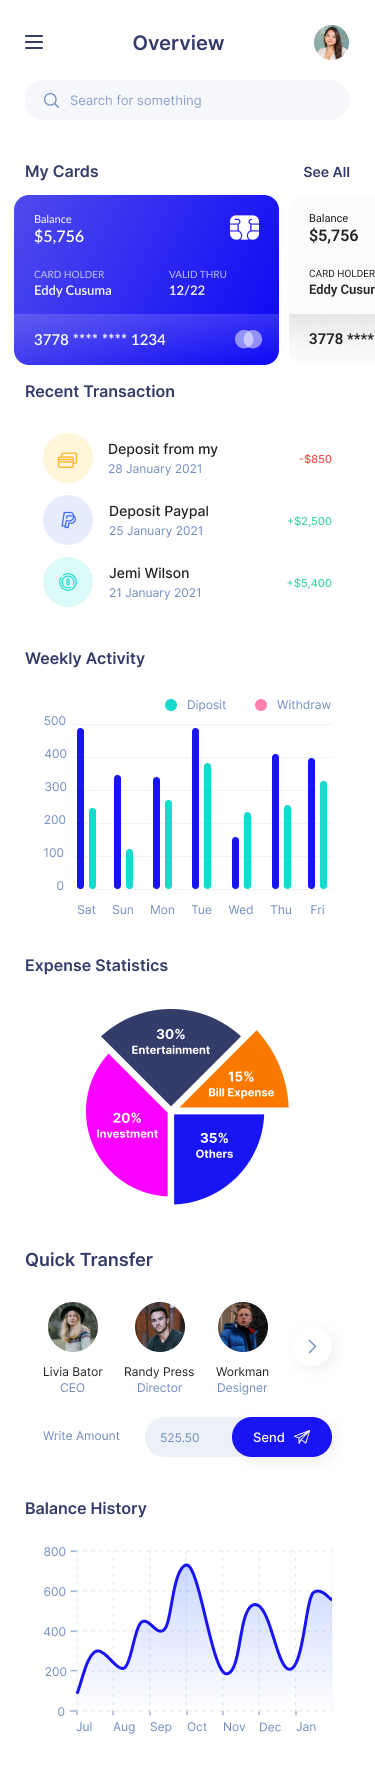 Overview
Search for something
My Cards
See All
Balance
$5,756
CARD HOLDER
VALID THRU
Eddy Cusuma
12/22
3778 **** **** 1234
Balance
$5,756
CARD HOLDER
Eddy Cusur
3778 ****
Recent Transaction
Deposit from my
28 January 2021
-$850
Deposit Paypal
25 January 2021
+$2,500
Jemi Wilson
21 January 2021
+$5,400
Weekly Activity
Diposit
Withdraw
500
400
300
200
100
0
Sat Sun Mon Tue Wed Thu Fri
Expense Statistics
30%
Entertainment
15%
Bill Expense
20%
Investment
35%
Others
Quick Transfer
Livia Bator
CEO
Randy Press
Director
Workman
Designer
Write Amount
525.50
Send
Balance History
800
600
400
200
0
Jul Aug Sep Oct Nov Dec Jan